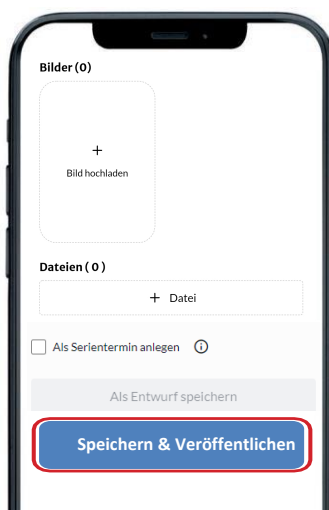 Bilder (0)
+
Bild hochladen
Dateien ( 0 )
+ Datei
Als Serientermin anlegen ⓘ
Als Entwurf speichern
Speichern & Veröffentlichen